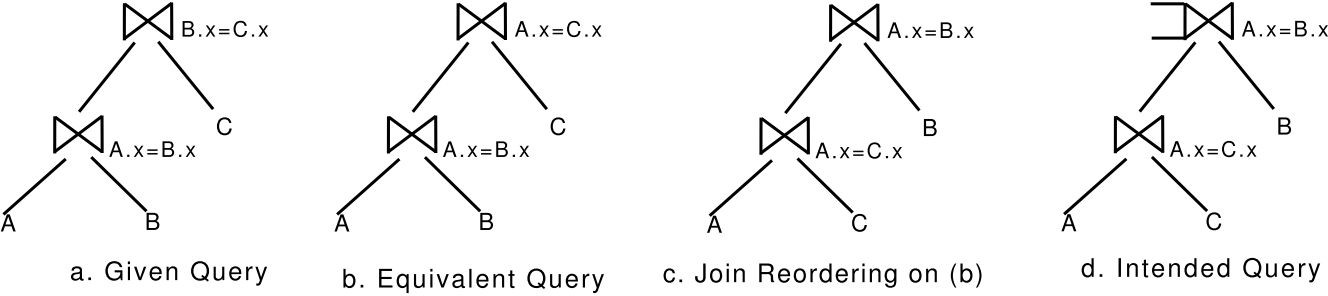 B.x=C.x
C
A.x=B.x
A
B
a. Given Query
A.x=C.x
C
A.x=B.x
A
B
b. Equivalent Query
A.x=B.x
B
A.x=C.x
A
C
c. Join Reordering on (b)
A.x=B.x
B
A.x=C.x
A
C
d. Intended Query